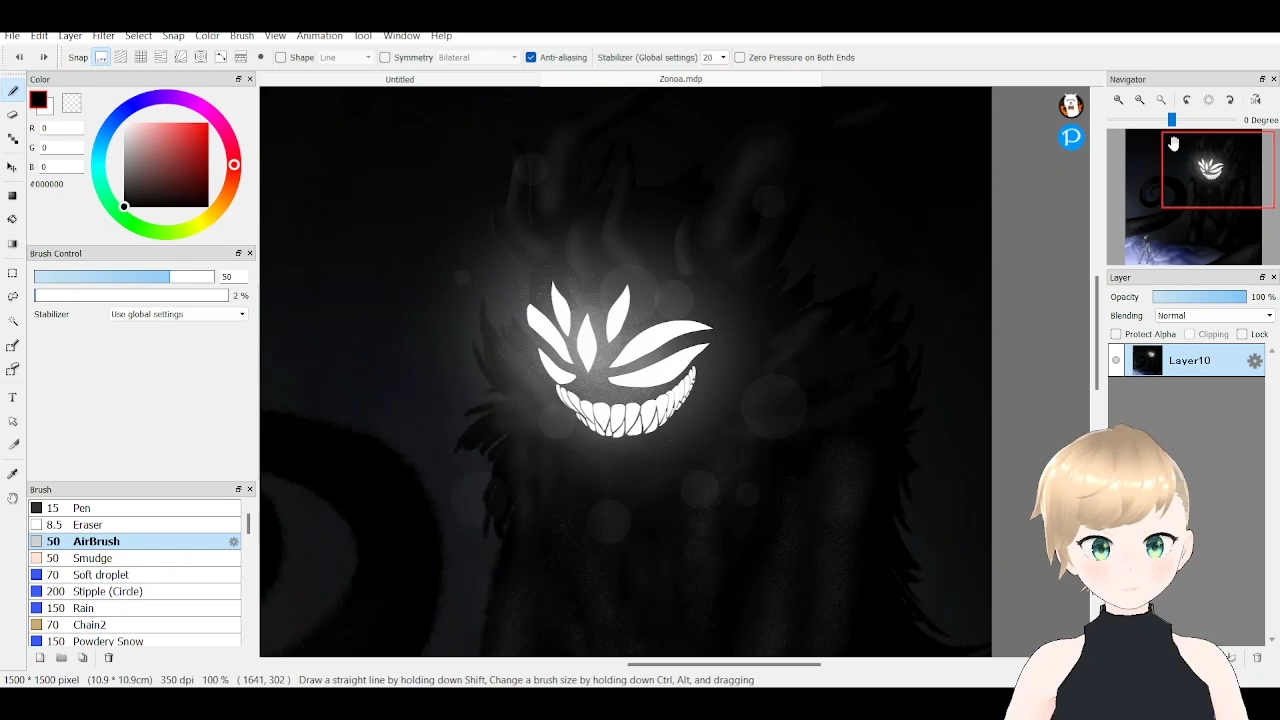 File Edit Layer Filter Select Snap Color Brush View Animation Tool Window Help
Snap Shape Line Symmetry Bilateral Anti-aliasing Stabilizer (Global settings) 20 Zero Pressure on Both Ends
Color
Untitled
Zonoa.mdp
Navigator
R 0
G 0
B 0
#000000
0 Degree
Brush Control
50
2 %
Stabilizer Use global settings
Layer
Opacity 100 %
Blending Normal
Protect Alpha Clipping Lock
Layer10
Brush
15 Pen
8.5 Eraser
50 AirBrush
50 Smudge
70 Soft droplet
200 Stipple (Circle)
150 Rain
70 Chain2
150 Powdery Snow
1500 * 1500 pixel (10.9 * 10.9cm) 350 dpi 100 % ( 1641, 302 ) Draw a straight line by holding down Shift, Change a brush size by holding down Ctrl, Alt, and dragging